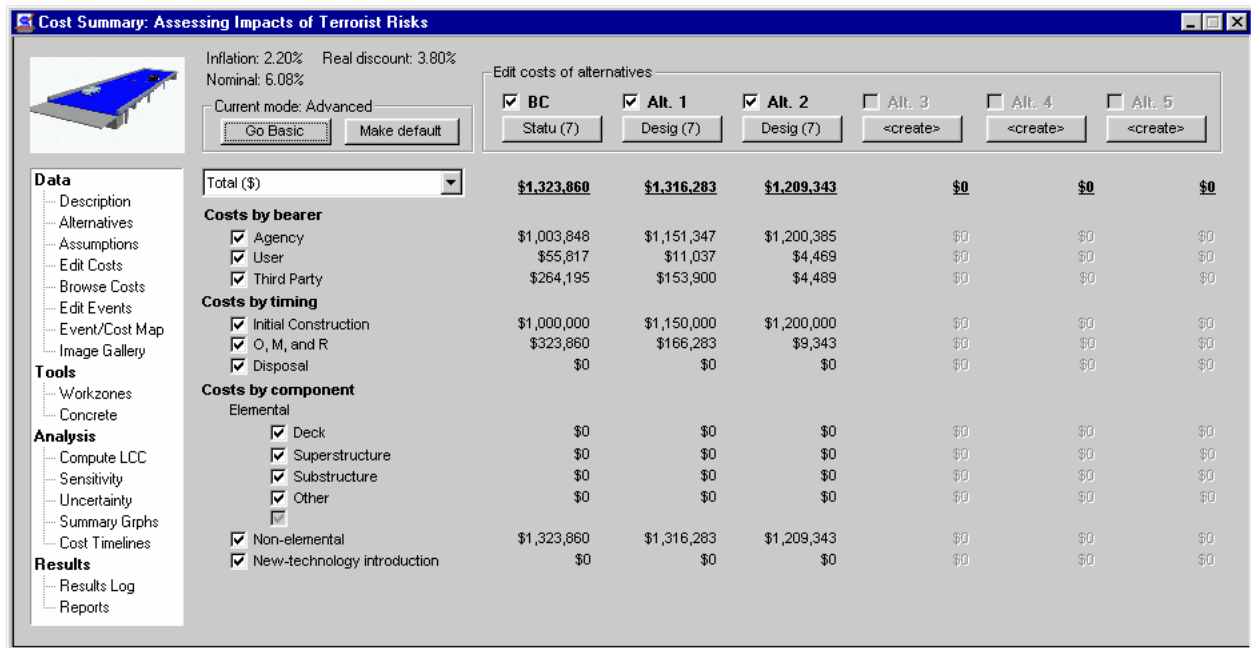 Cost Summary: Assessing Impacts of Terrorist Risks
Inflation: 2.20% Real discount: 3.80%
Nominal: 6.08%
Current mode: Advanced
Go Basic Make default
Edit costs of alternatives
BC Alt. 1 Alt. 2 Alt. 3 Alt. 4 Alt. 5
Statu (7) Desig (7) Desig (7) <create> <create> <create>
Data
Description
Alternatives
Assumptions
Edit Costs
Browse Costs
Edit Events
Event/Cost Map
Image Gallery
Tools
Workzones
Concrete
Analysis
Compute LCC
Sensitivity
Uncertainty
Summary Grphs
Cost Timelines
Results
Results Log
Reports
Total ($) $1,323,860 $1,316,283 $1,209,343 $0 $0 $0
Costs by bearer
Agency $1,003,848 $1,151,347 $1,200,385 $0 $0 $0
User $55,817 $11,037 $4,469 $0 $0 $0
Third Party $264,195 $153,900 $4,489 $0 $0 $0
Costs by timing
Initial Construction $1,000,000 $1,150,000 $1,200,000 $0 $0 $0
O, M, and R $323,860 $166,283 $9,343 $0 $0 $0
Disposal $0 $0 $0 $0 $0 $0
Costs by component
Elemental
Deck $0 $0 $0 $0 $0 $0
Superstructure $0 $0 $0 $0 $0 $0
Substructure $0 $0 $0 $0 $0 $0
Other $0 $0 $0 $0 $0 $0
Non-elemental $1,323,860 $1,316,283 $1,209,343 $0 $0 $0
New-technology introduction $0 $0 $0 $0 $0 $0